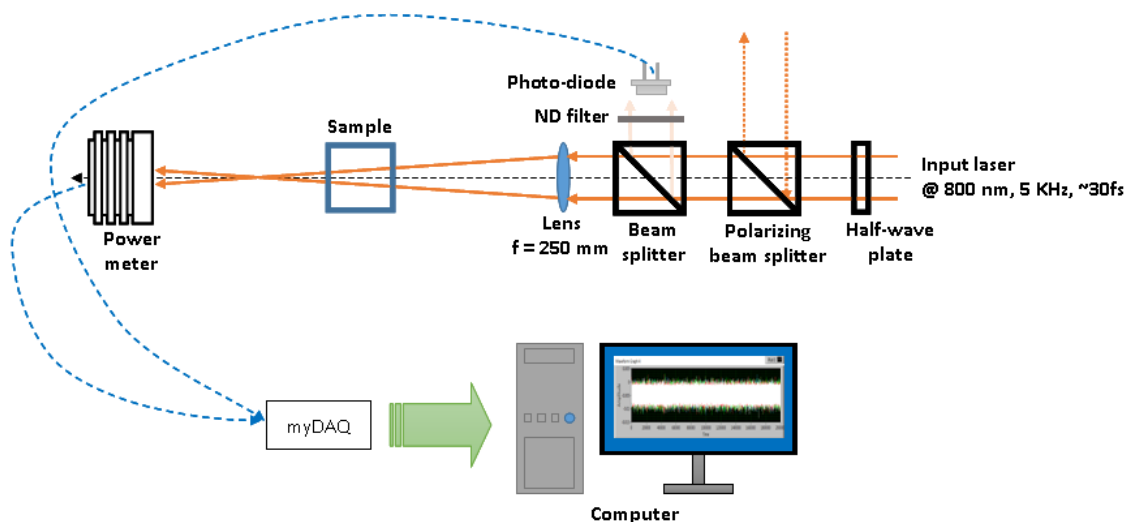 Photo-diode
ND filter
Sample
Input laser
@ 800 nm, 5 KHz, ~30fs
Power
meter
Lens
f = 250 mm
Beam
splitter
Polarizing
beam splitter
Half-wave
plate
myDAQ
Computer